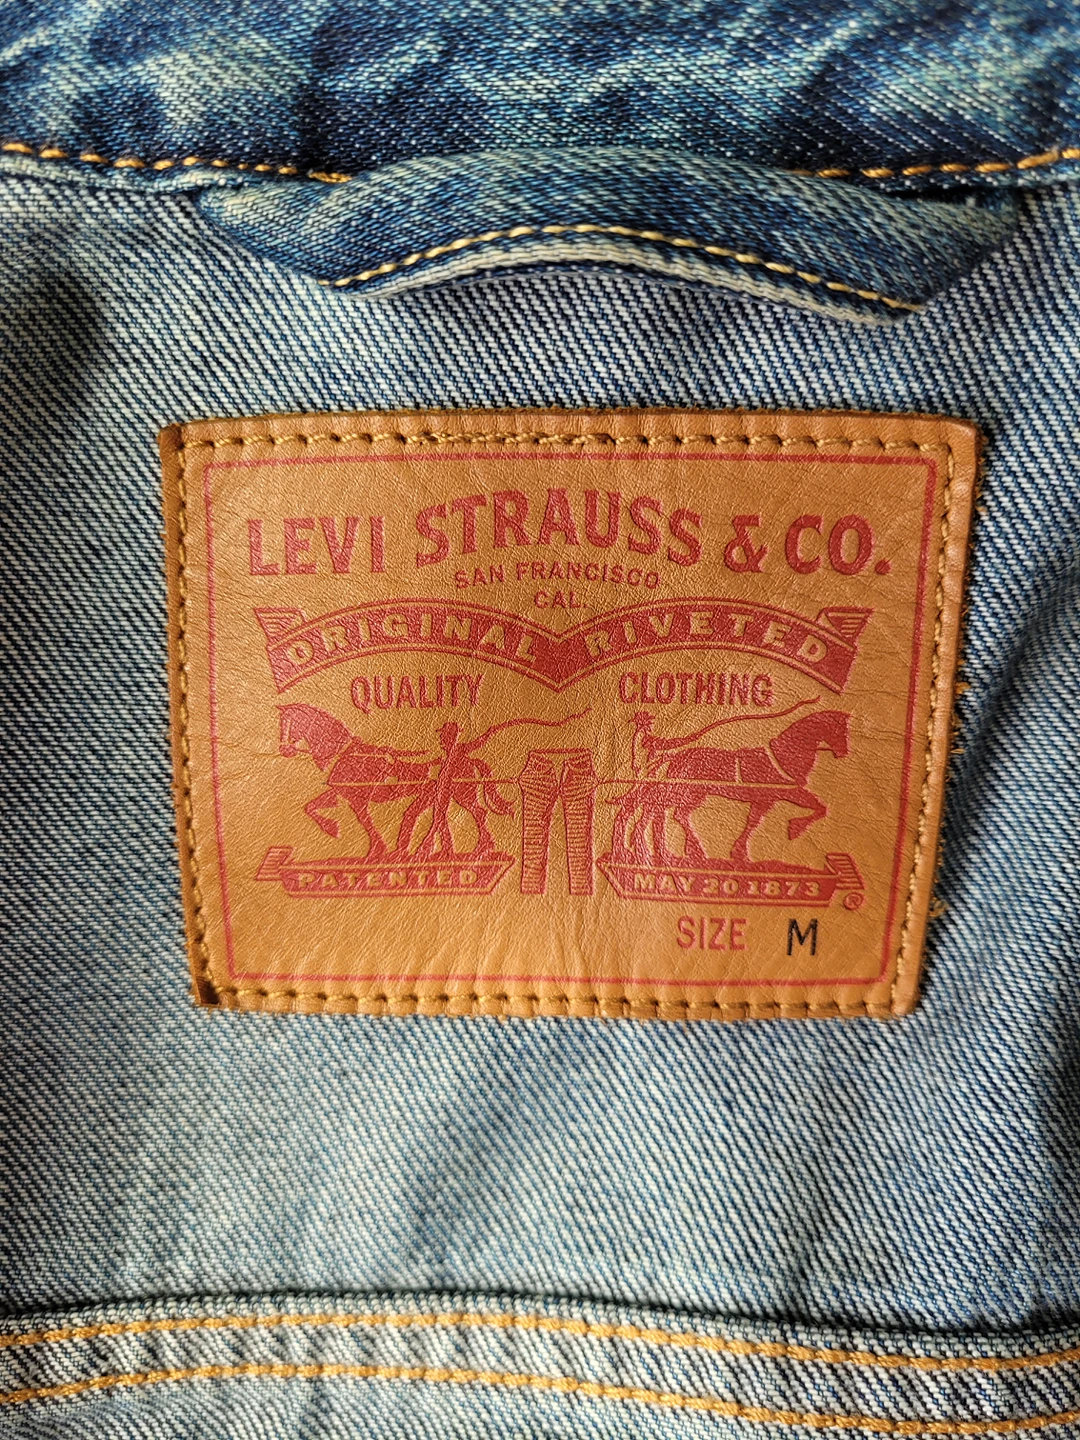 LEVI STRAUSS & CO.
SAN FRANCISCO
CAL.
ORIGINAL RIVETED
QUALITY CLOTHING
PATENTED MAY 20 1873 ®
SIZE M